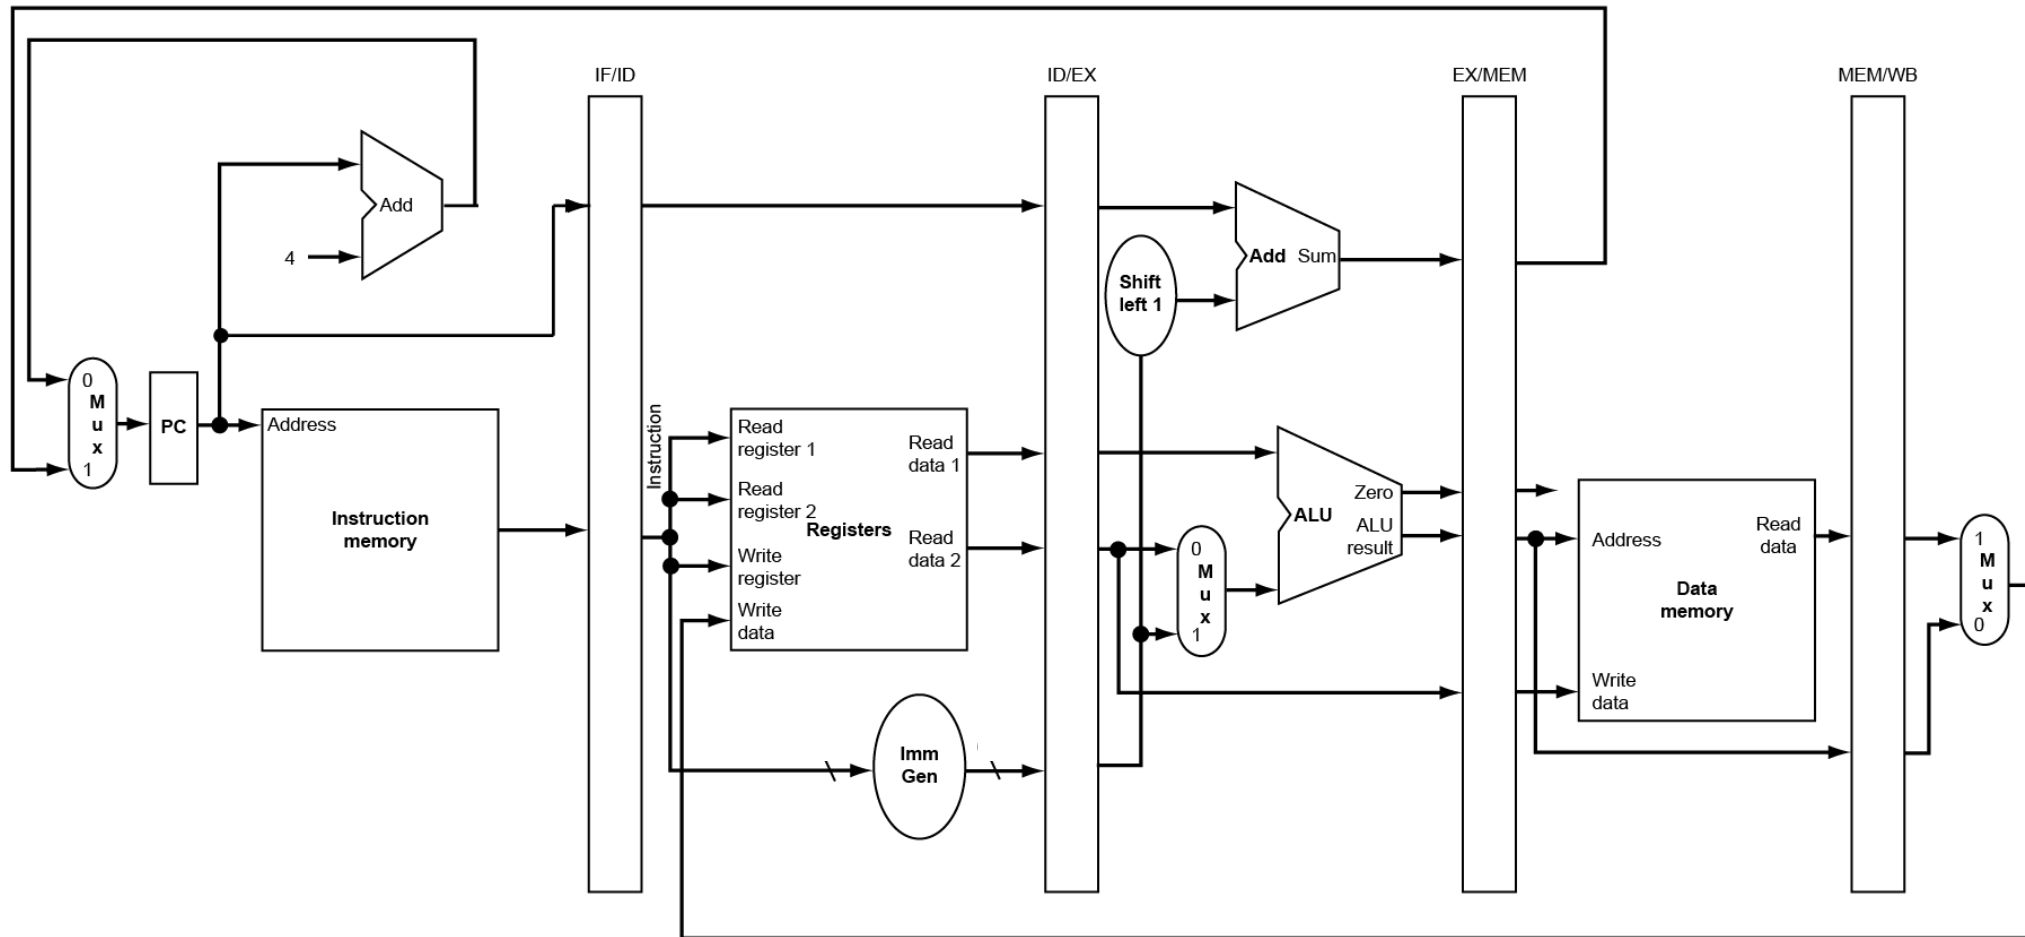 IF/ID
ID/EX
EX/MEM
MEM/WB
Add
4
Add Sum
Shift
left 1
0
M
u
x
1
PC
Address
Instruction
memory
Instruction
Read
register 1
Read
register 2
Write
register
Write
data
Registers
Read
data 1
Read
data 2
Imm
Gen
0
M
u
x
1
ALU
Zero
ALU
result
Address
Read
data
Data
memory
Write
data
1
M
u
x
0